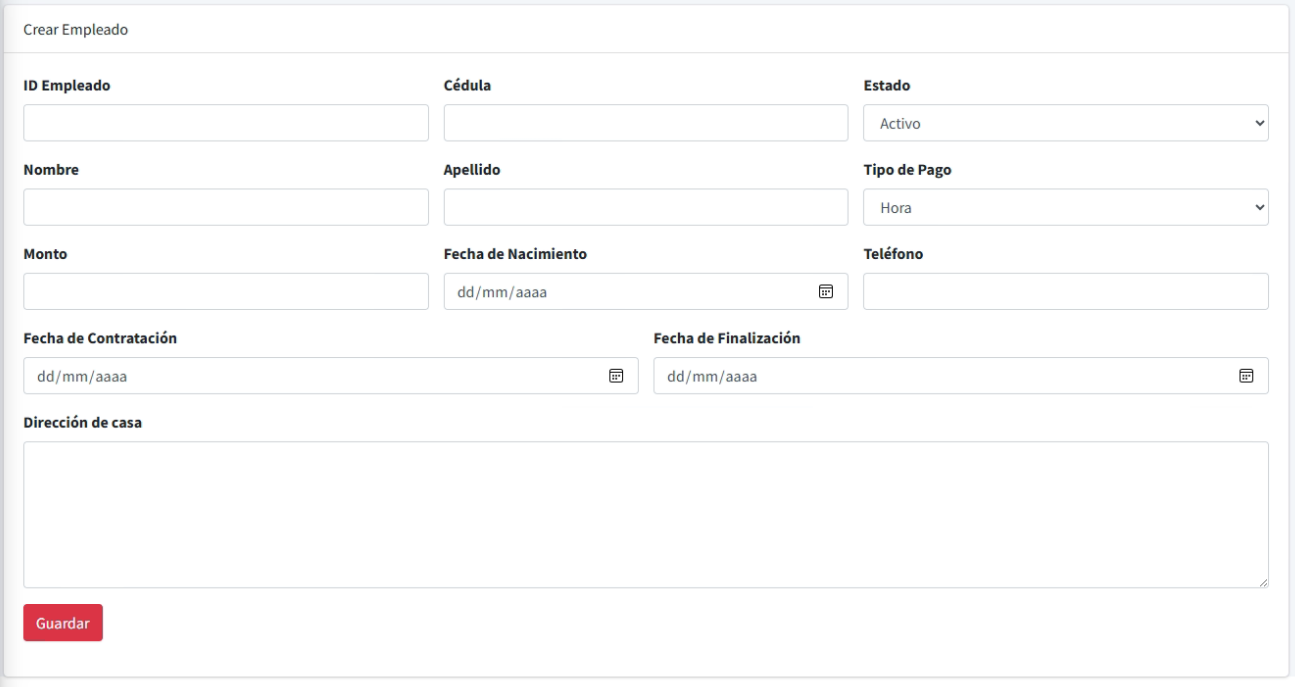 Crear Empleado
ID Empleado Cédula Estado
Activo
Nombre Apellido Tipo de Pago
Hora
Monto Fecha de Nacimiento Teléfono
dd/mm/aaaa
Fecha de Contratación Fecha de Finalización
dd/mm/aaaa dd/mm/aaaa
Dirección de casa
Guardar